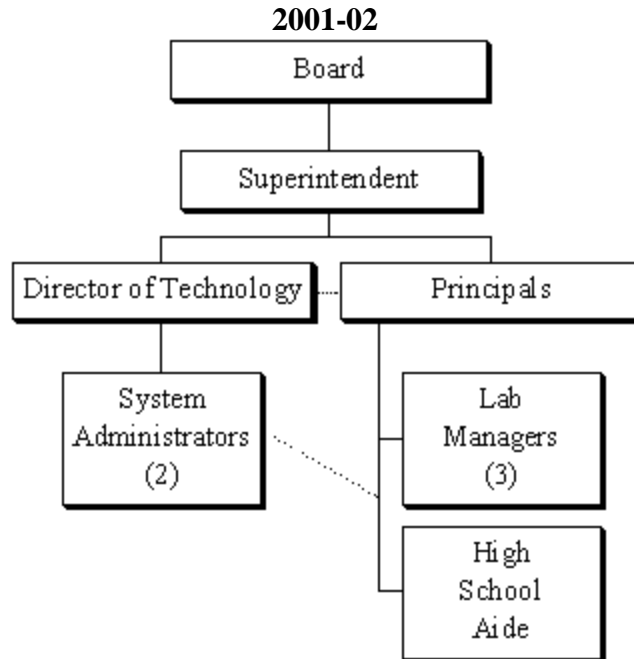 2001-02
Board
Superintendent
Director of Technology
Principals
System
Administrators
(2)
Lab
Managers
(3)
High
School
Aide